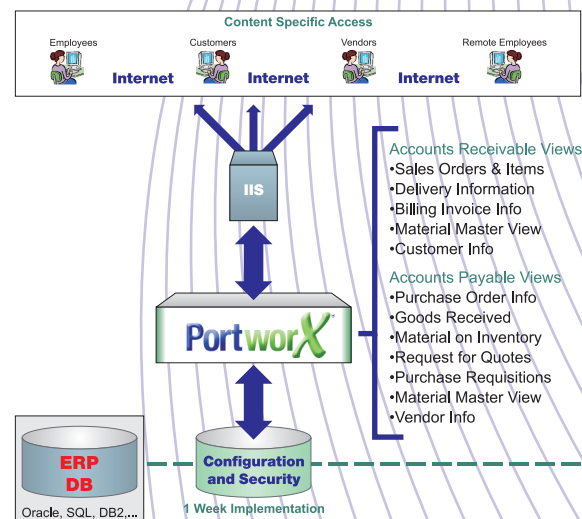 Content Specific Access
Employees
Customers
Vendors
Remote Employees
Internet
Internet
Internet
IIS
Accounts Receivable Views
•Sales Orders & Items
•Delivery Information
•Billing Invoice Info
•Material Master View
•Customer Info
Accounts Payable Views
•Purchase Order Info
•Goods Received
•Material on Inventory
•Request for Quotes
•Purchase Requisitions
•Material Master View
•Vendor Info
PortworX
ERP
DB
Oracle, SQL, DB2,...
Configuration
and Security
1 Week Implementation